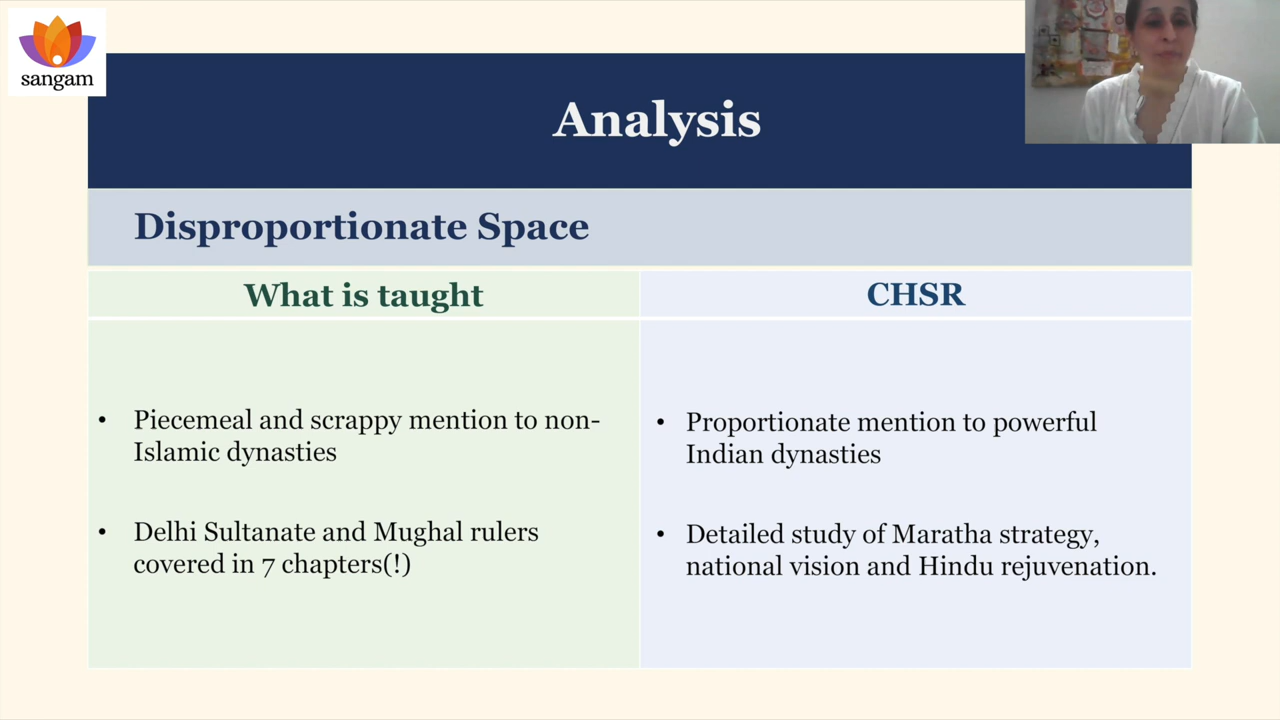 sangam
Analysis
Disproportionate Space
What is taught
CHSR
• Piecemeal and scrappy mention to non-
Islamic dynasties
• Delhi Sultanate and Mughal rulers
covered in 7 chapters(!)
• Proportionate mention to powerful
Indian dynasties
• Detailed study of Maratha strategy,
national vision and Hindu rejuvenation.